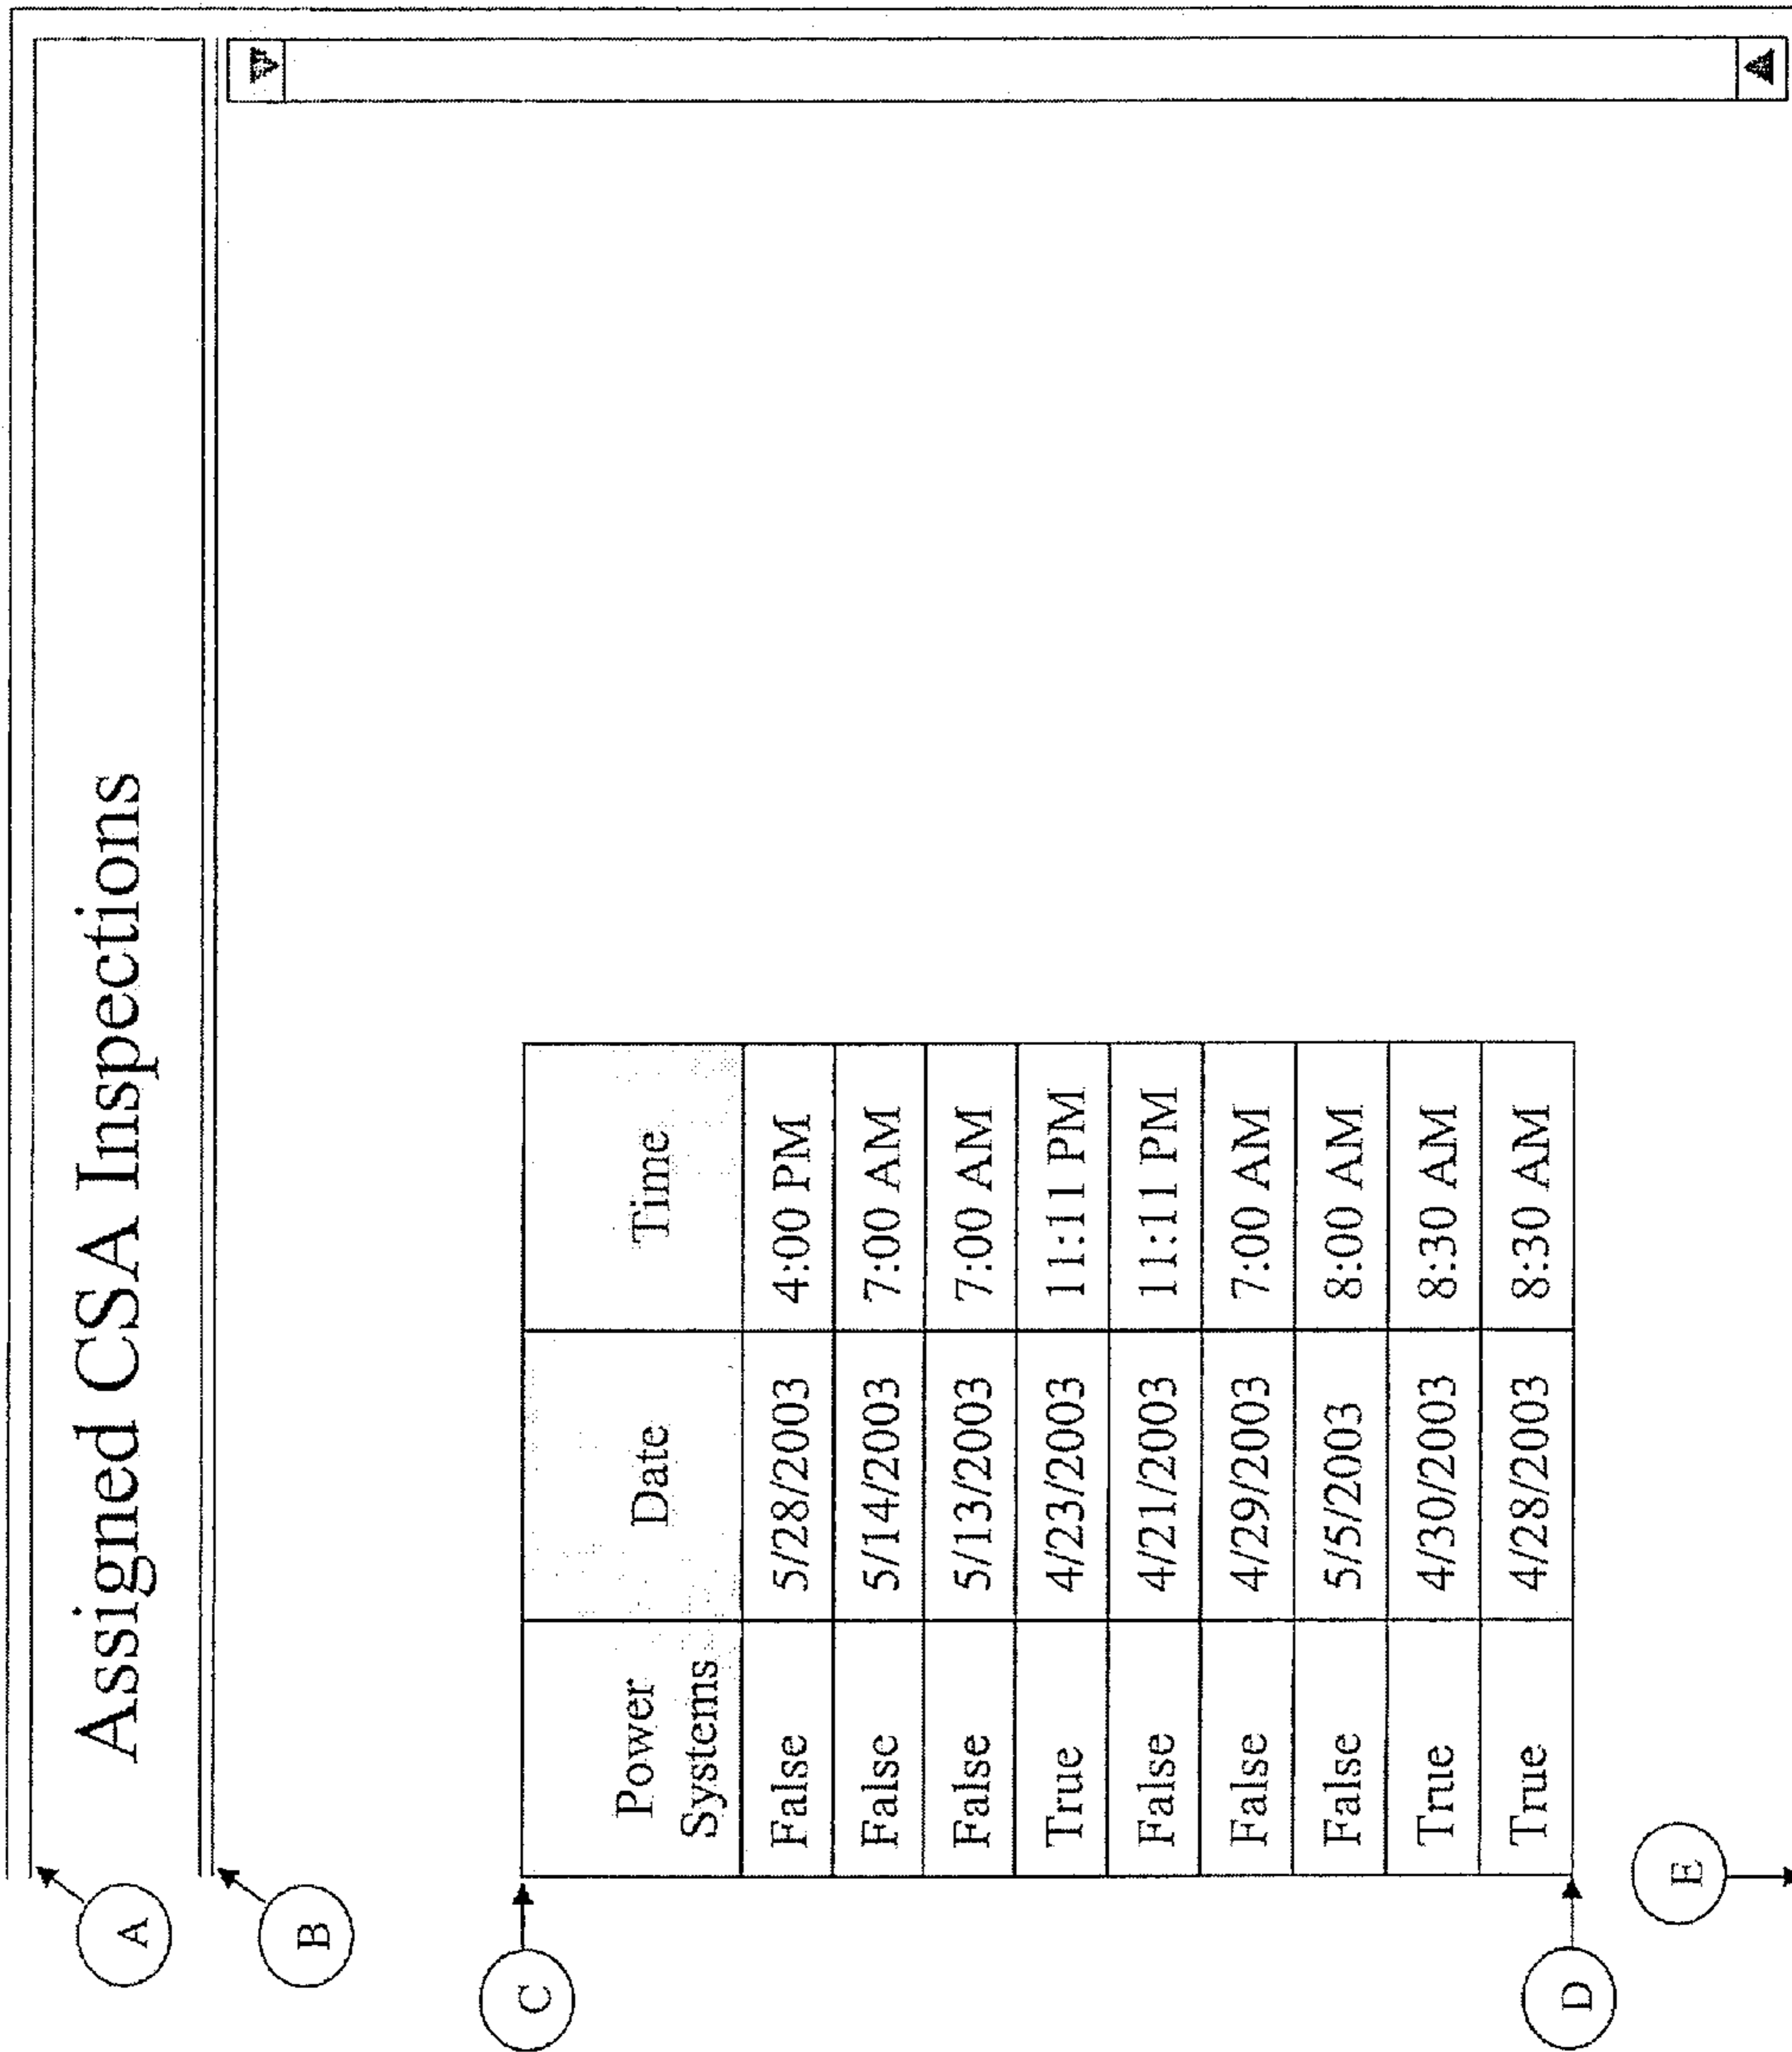 Assigned CSA Inspections
Power Systems Date Time
False 5/28/2003 4:00 PM
False 5/14/2003 7:00 AM
False 5/13/2003 7:00 AM
True 4/23/2003 11:11 PM
False 4/21/2003 11:11 PM
False 4/29/2003 7:00 AM
False 5/5/2003 8:00 AM
True 4/30/2003 8:30 AM
True 4/28/2003 8:30 AM
A
B
C
D
E